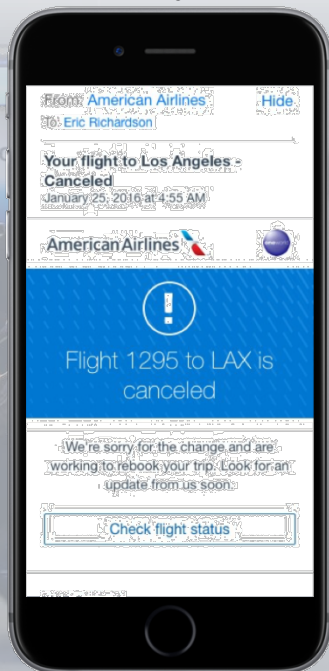 From: American Airlines Hide
To: Eric Richardson
Your flight to Los Angeles -
Canceled
January 25, 2016 at 4:55 AM
American Airlines
Flight 1295 to LAX is
canceled
We're sorry for the change and are
working to rebook your trip. Look for an
update from us soon.
Check flight status